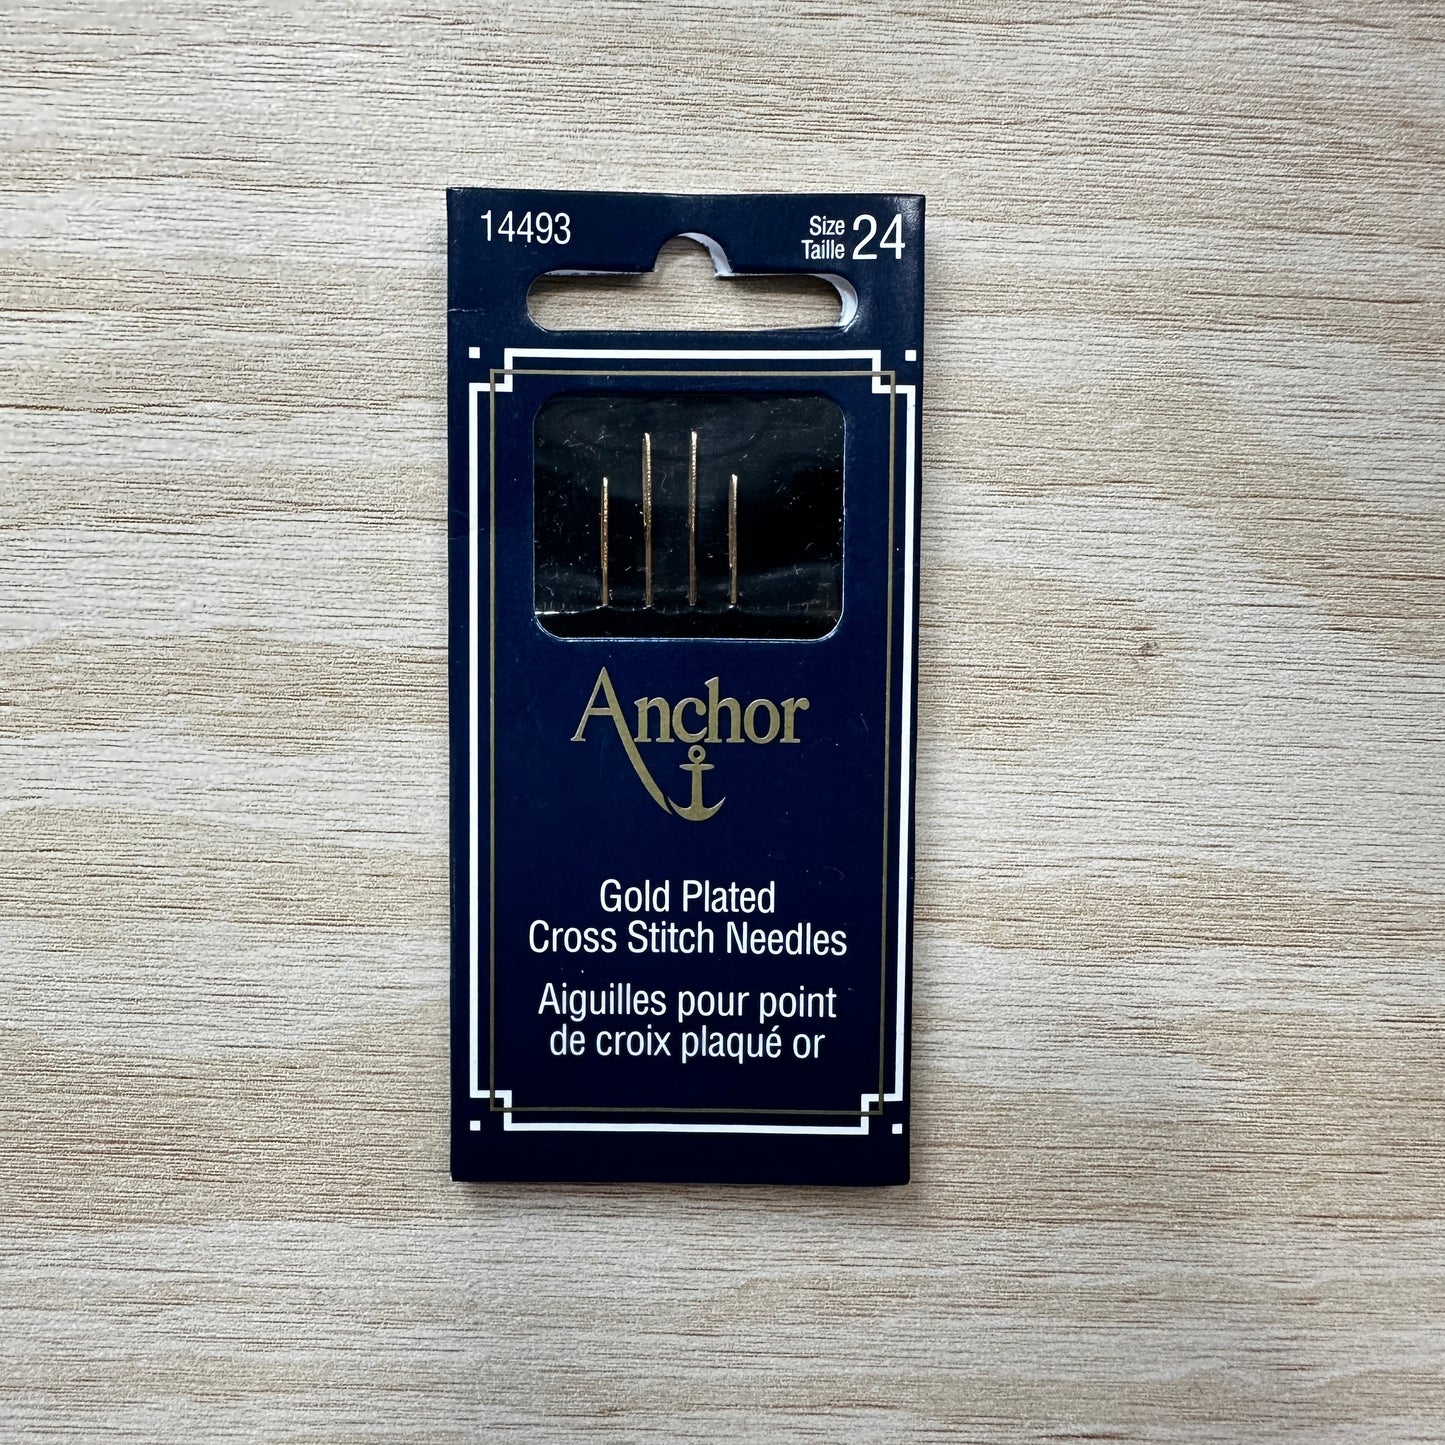 14493
Size
Taille
24
Anchor
Gold Plated
Cross Stitch Needles
Aiguilles pour point
de croix plaqué or